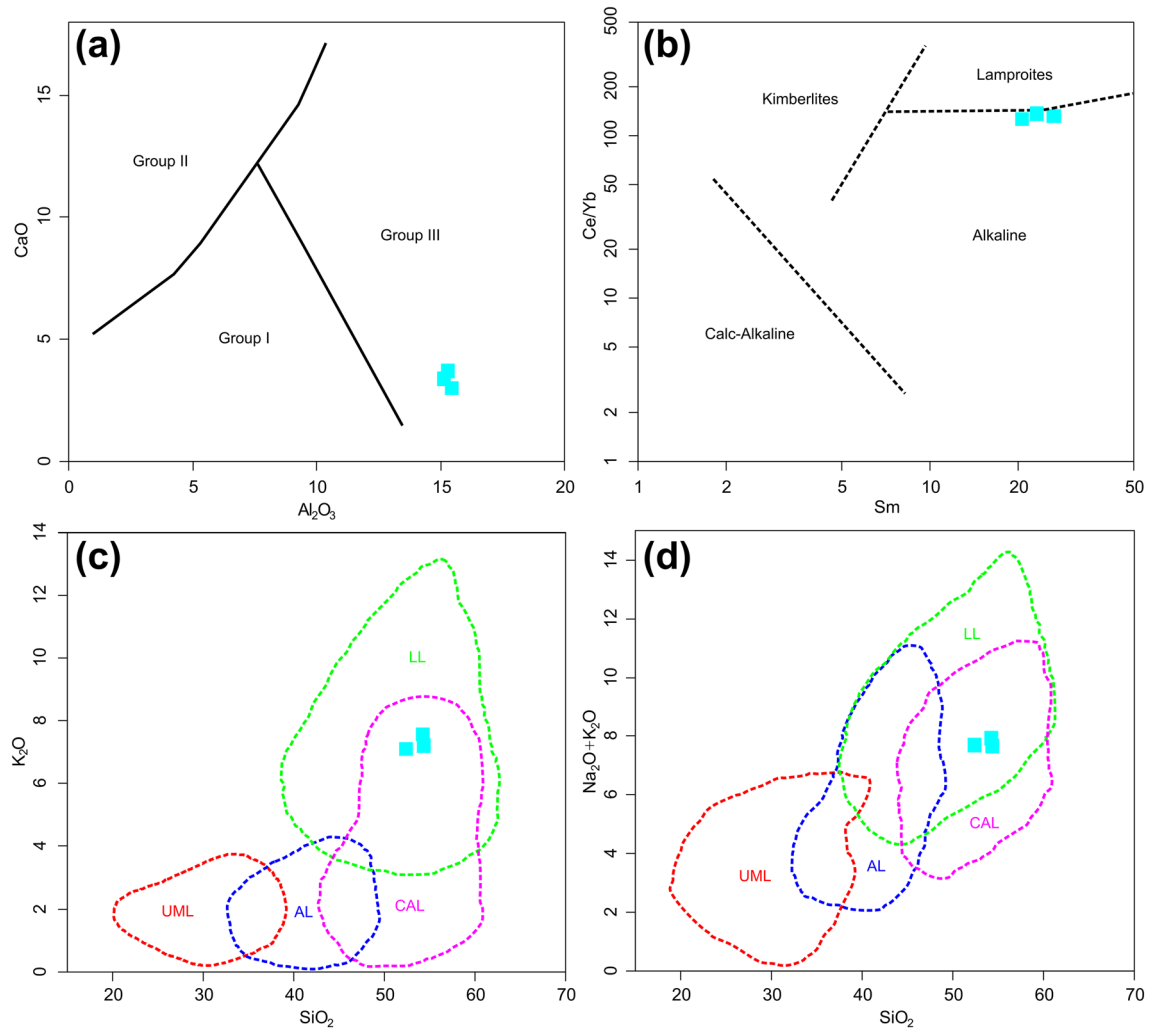 (a)
15
10
5
0
CaO
Group II
Group III
Group I
0 5 10 15 20
Al₂O₃
(b)
500
200
100
50
20
10
5
2
1
Ce/Yb
Lamproites
Kimberlites
Alkaline
Calc-Alkaline
1 2 5 10 20 50
Sm
(c)
14
12
10
8
6
4
2
0
K₂O
LL
UML
AL
CAL
20 30 40 50 60 70
SiO₂
(d)
14
12
10
8
6
4
2
0
Na₂O+K₂O
LL
CAL
AL
UML
20 30 40 50 60 70
SiO₂